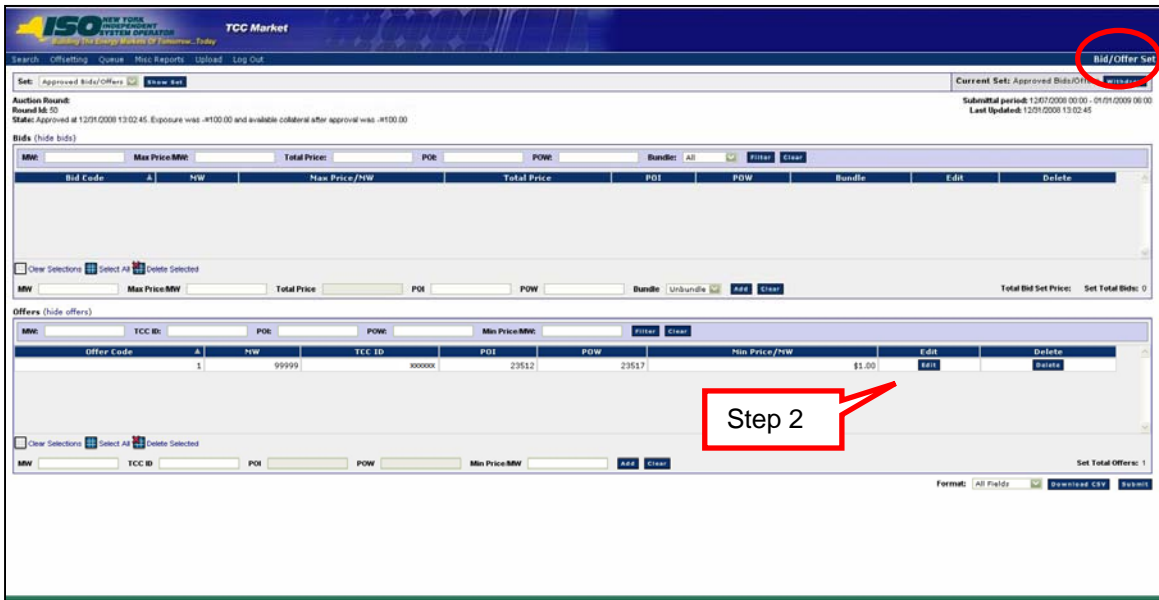 ISO NEW YORK INDEPENDENT SYSTEM OPERATOR
Building The Energy Markets Of Tomorrow...Today
TCC Market
Search Offsetting Queue Misc Reports Upload Log Out
Bid/Offer Set
Set: Approved Bids/Offers Show Set
Current Set: Approved Bids/Offers Withdraw
Auction Round:
Round Id: 50
State: Approved at 12/01/2008 13:02:45. Exposure was -#100.00 and available collateral after approval was -#100.00
Submittal period: 12/07/2008 00:00 - 01/01/2009 06:00
Last Updated: 12/01/2008 13:02:45
Bids (hide bids)
MW: Max Price/MW: Total Price: POI: POW: Bundle: All Filter Clear
Bid Code MW Max Price/MW Total Price POI POW Bundle Edit Delete
Clear Selections Select All Delete Selected
MW Max Price/MW Total Price POI POW Bundle Unbundle Add Clear Total Bid Set Price: Set Total Bids: 0
Offers (hide offers)
MW: TCC ID: POI: POW: Min Price/MW: Filter Clear
Offer Code MW TCC ID POI POW Min Price/MW Edit Delete
1 99999 xxxxxx 23512 23517 $1.00 Edit Delete
Step 2
Clear Selections Select All Delete Selected
MW TCC ID POI POW Min Price/MW Add Clear Set Total Offers: 1
Format: All Fields Download CSV Submit